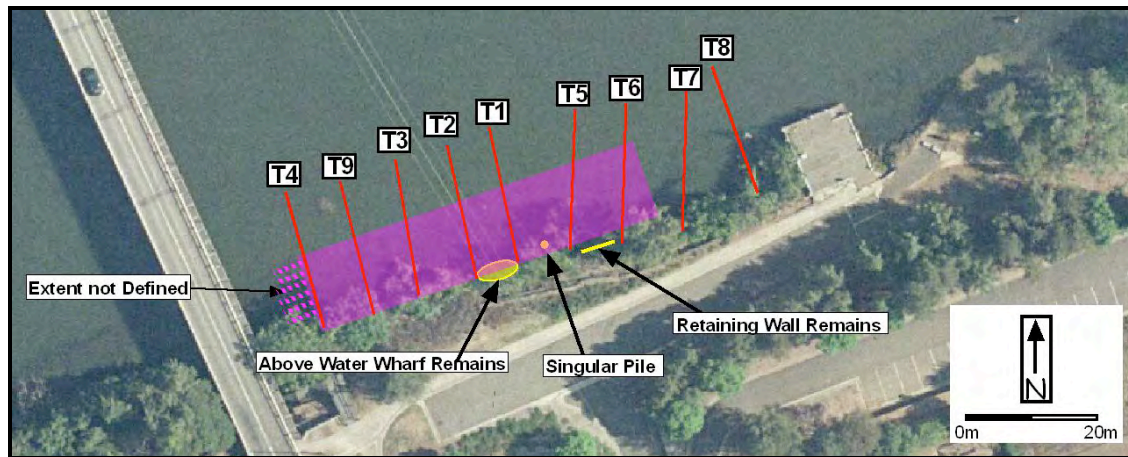 T8
T7
T6
T5
T1
T2
T3
T9
T4
Extent not Defined
Above Water Wharf Remains
Singular Pile
Retaining Wall Remains
N
0m 20m